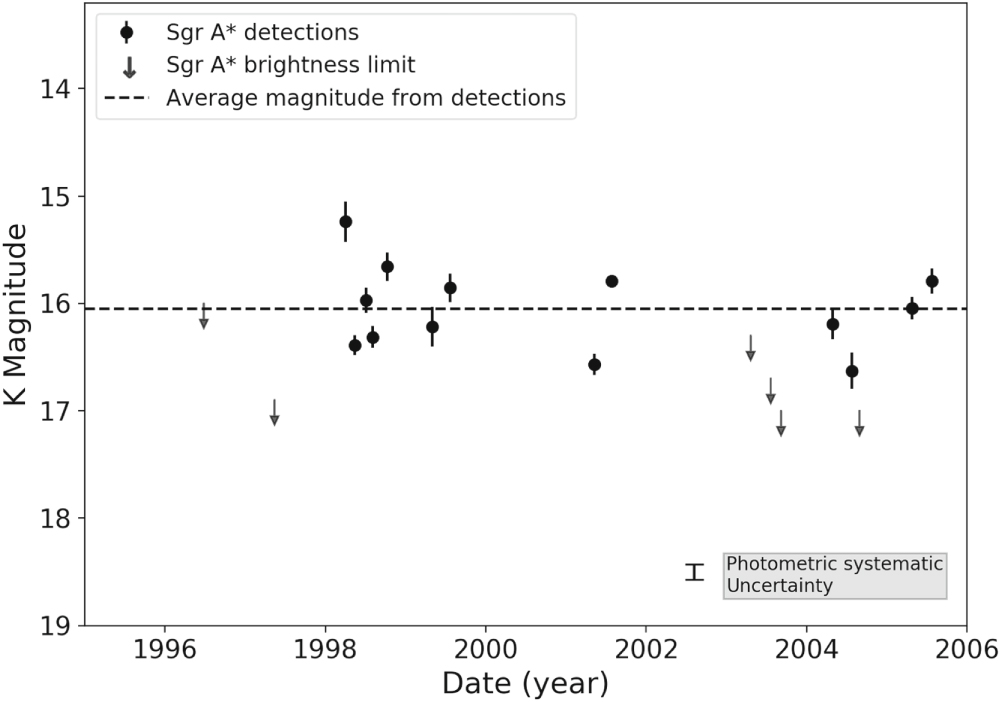 Sgr A* detections
Sgr A* brightness limit
Average magnitude from detections
14
15
16
17
18
19
K Magnitude
Photometric systematic
Uncertainty
1996
1998
2000
2002
2004
2006
Date (year)